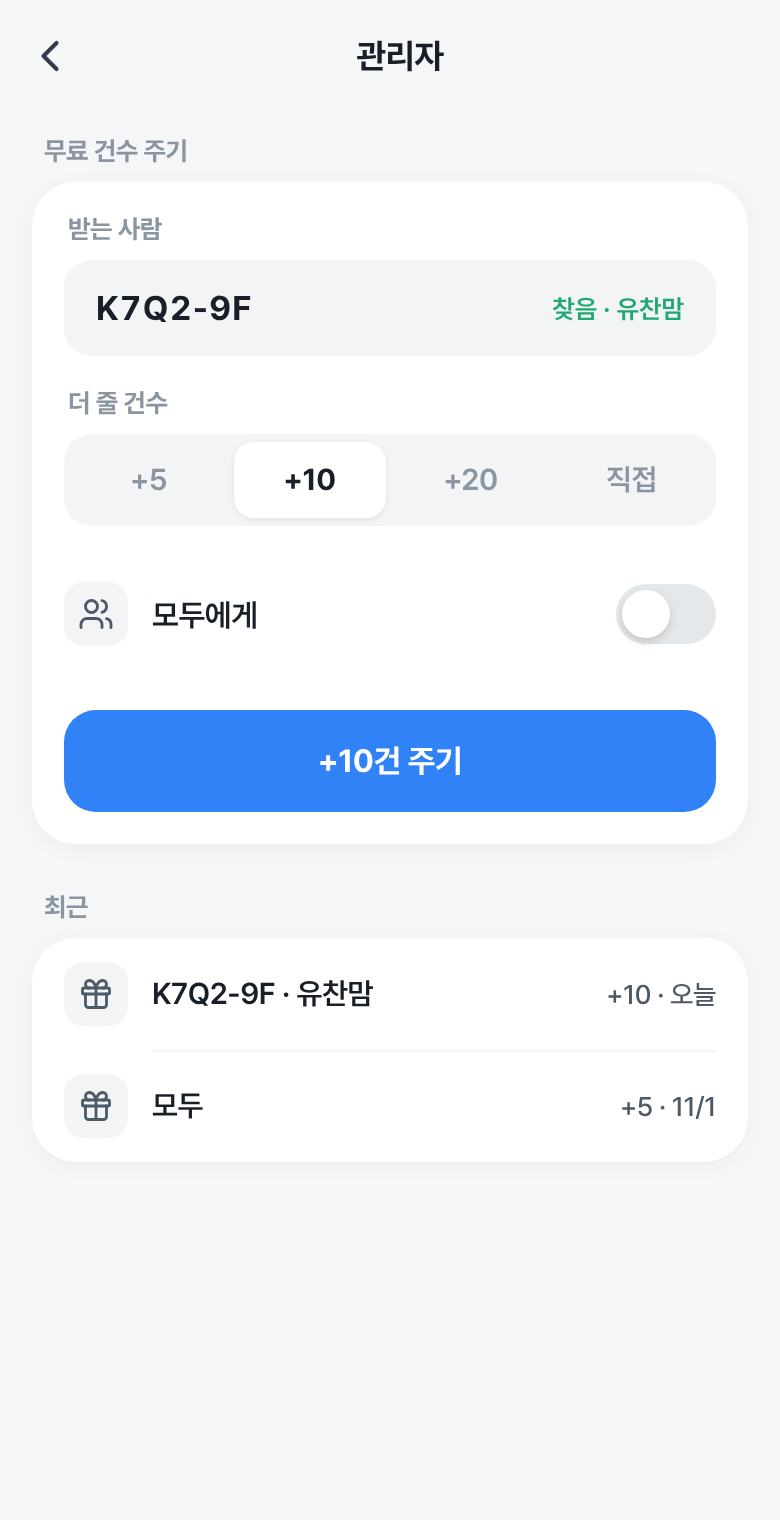 관리자
무료 건수 주기
받는 사람
K7Q2-9F 찾음 · 유찬맘
더 줄 건수
+5 +10 +20 직접
모두에게
+10건 주기
최근
K7Q2-9F · 유찬맘 +10 · 오늘
모두 +5 · 11/1